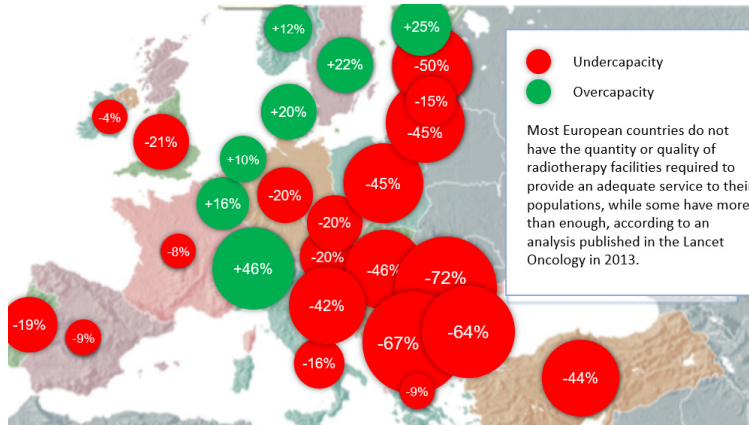 +12%
+25%
+22%
-50%
-15%
-4%
+20%
-21%
-45%
+10%
-20%
-45%
+16%
-20%
-8%
-20%
+46%
-46%
-72%
-42%
-19%
-9%
-67%
-64%
-16%
-44%
-9%
Undercapacity
Overcapacity
Most European countries do not
have the quantity or quality of
radiotherapy facilities required to
provide an adequate service to their
populations, while some have more
than enough, according to an
analysis published in the Lancet
Oncology in 2013.